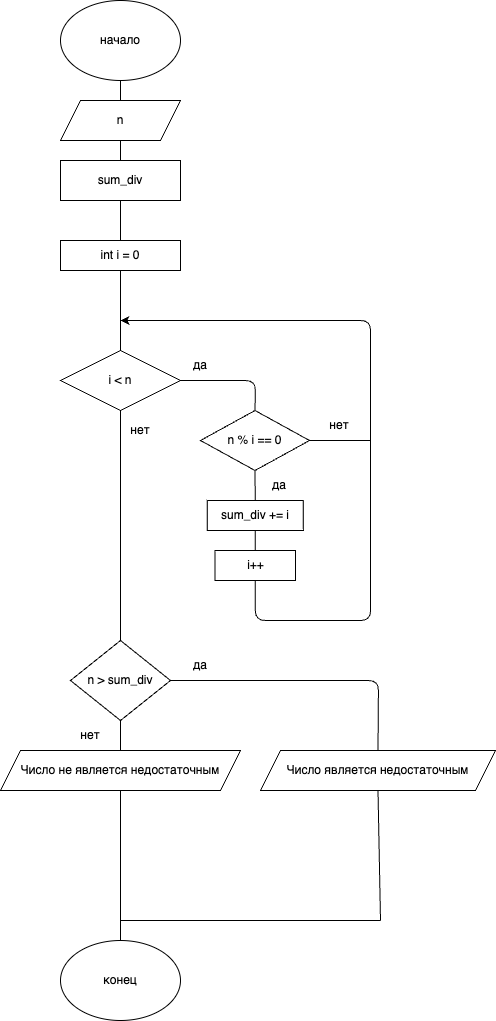 начало
n
sum_div
int i = 0
i < n
да
нет
n % i == 0
нет
да
sum_div += i
i++
n > sum_div
да
нет
Число не является недостаточным
Число является недостаточным
конец